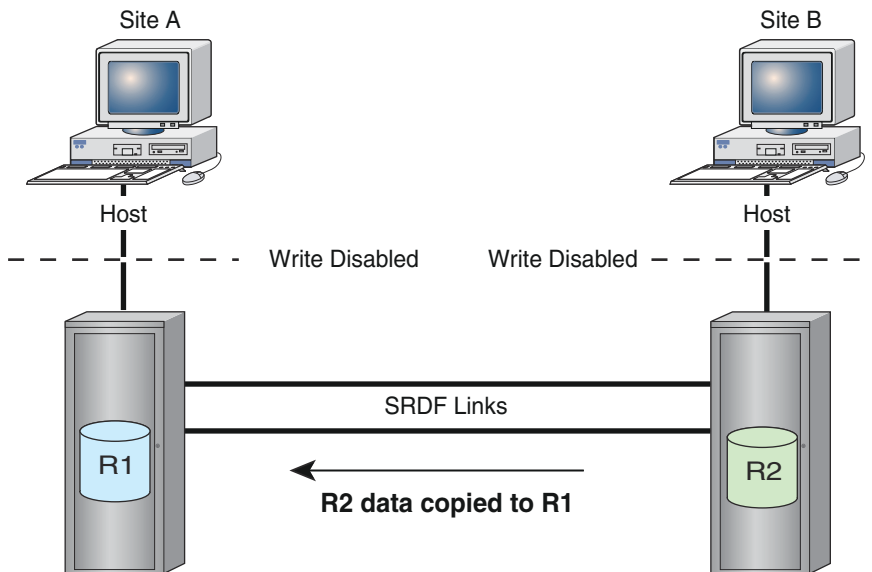 Site A
Site B
Host
Host
Write Disabled
Write Disabled
SRDF Links
R1
R2
R2 data copied to R1